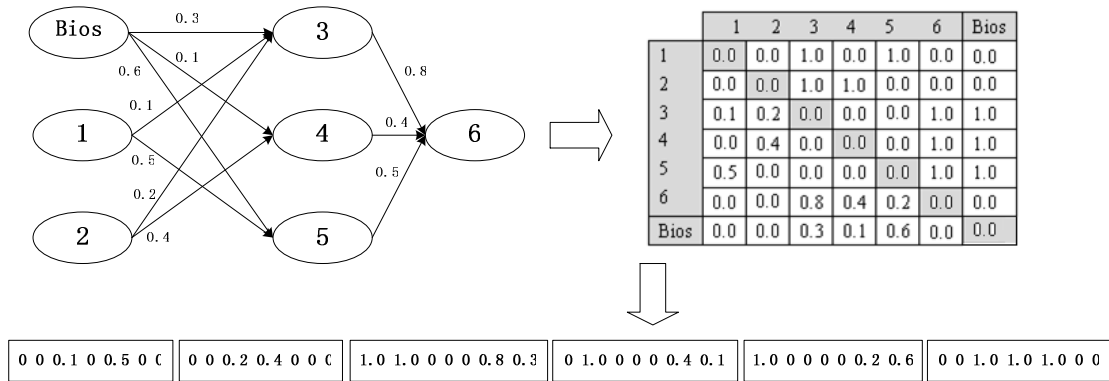 Bios 0.3 3
0.1
0.6
0.8
0.1
1 4 0.4 6
0.5
0.5
0.2
2 0.4 5
1 2 3 4 5 6 Bios
1 0.0 0.0 1.0 0.0 1.0 0.0 0.0
2 0.0 0.0 1.0 1.0 0.0 0.0 0.0
3 0.1 0.2 0.0 0.0 0.0 1.0 1.0
4 0.0 0.4 0.0 0.0 0.0 1.0 1.0
5 0.5 0.0 0.0 0.0 0.0 1.0 1.0
6 0.0 0.0 0.8 0.4 0.2 0.0 0.0
Bios 0.0 0.0 0.3 0.1 0.6 0.0 0.0
0 0 0.1 0 0.5 0 0
0 0 0.2 0.4 0 0 0
1.0 1.0 0 0 0 0.8 0.3
0 1.0 0 0 0 0.4 0.1
1.0 0 0 0 0 0.2 0.6
0 0 1.0 1.0 1.0 0 0